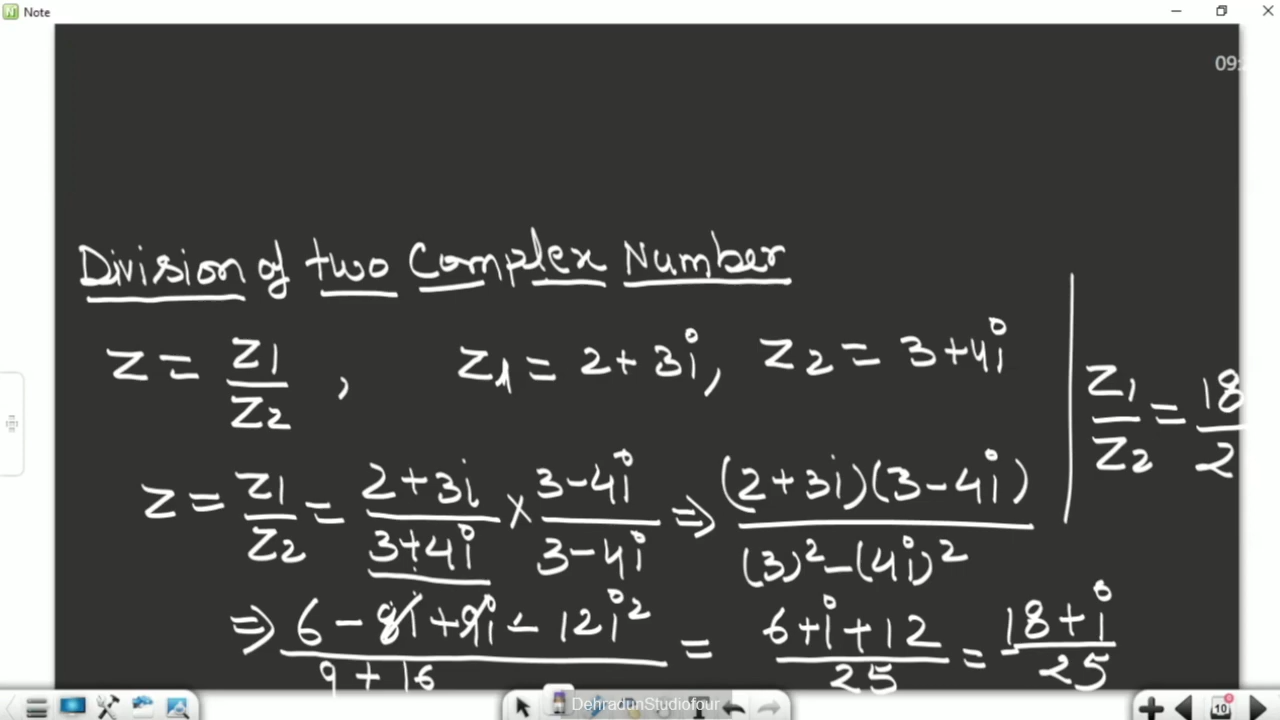 Note
09:
Division of two Complex Number
z = z1/z2 , z1 = 2+3i, z2 = 3+4i
z = z1/z2 = 2+3i/3+4i × 3-4i/3-4i ⇒ (2+3i)(3-4i)/(3)²-(4i)²
⇒ 6-8i+9i-12i²/9+16 = 6+i+12/25 = 18+i/25
z1/z2 = 18/2
10
DehradunStudiofour